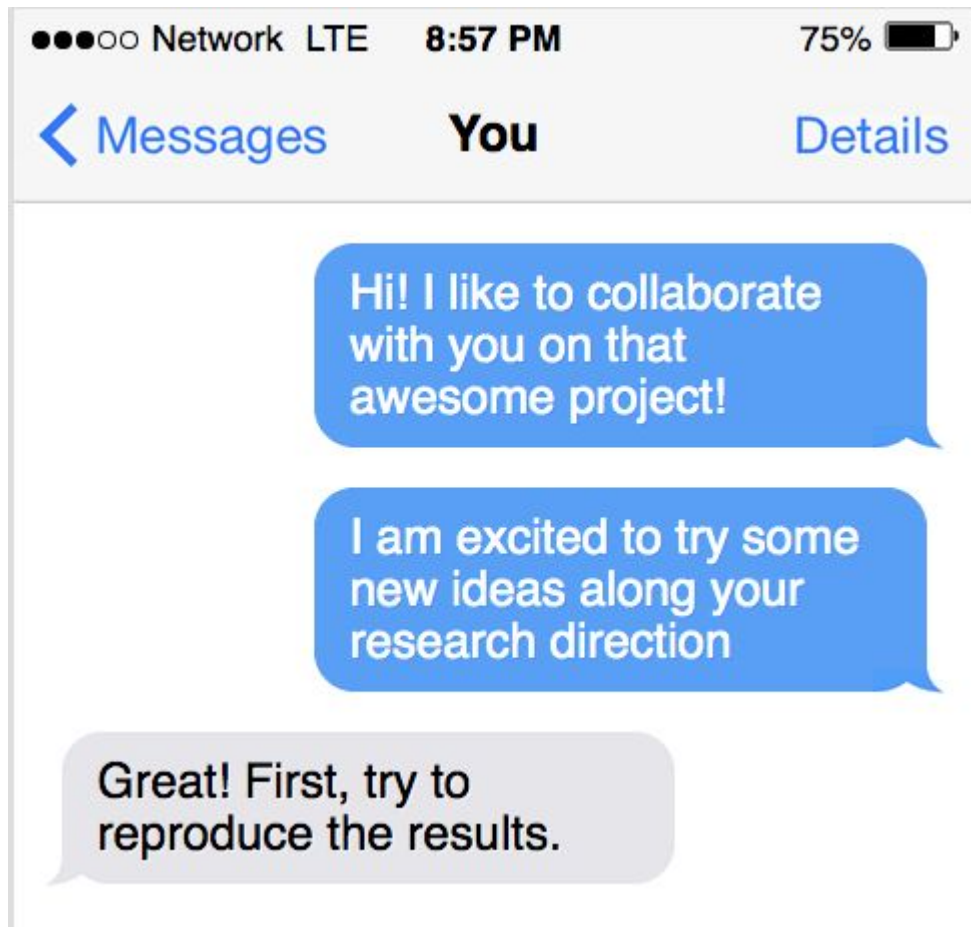 Network LTE 8:57 PM 75%
Messages You Details
Hi! I like to collaborate
with you on that
awesome project!
I am excited to try some
new ideas along your
research direction
Great! First, try to
reproduce the results.